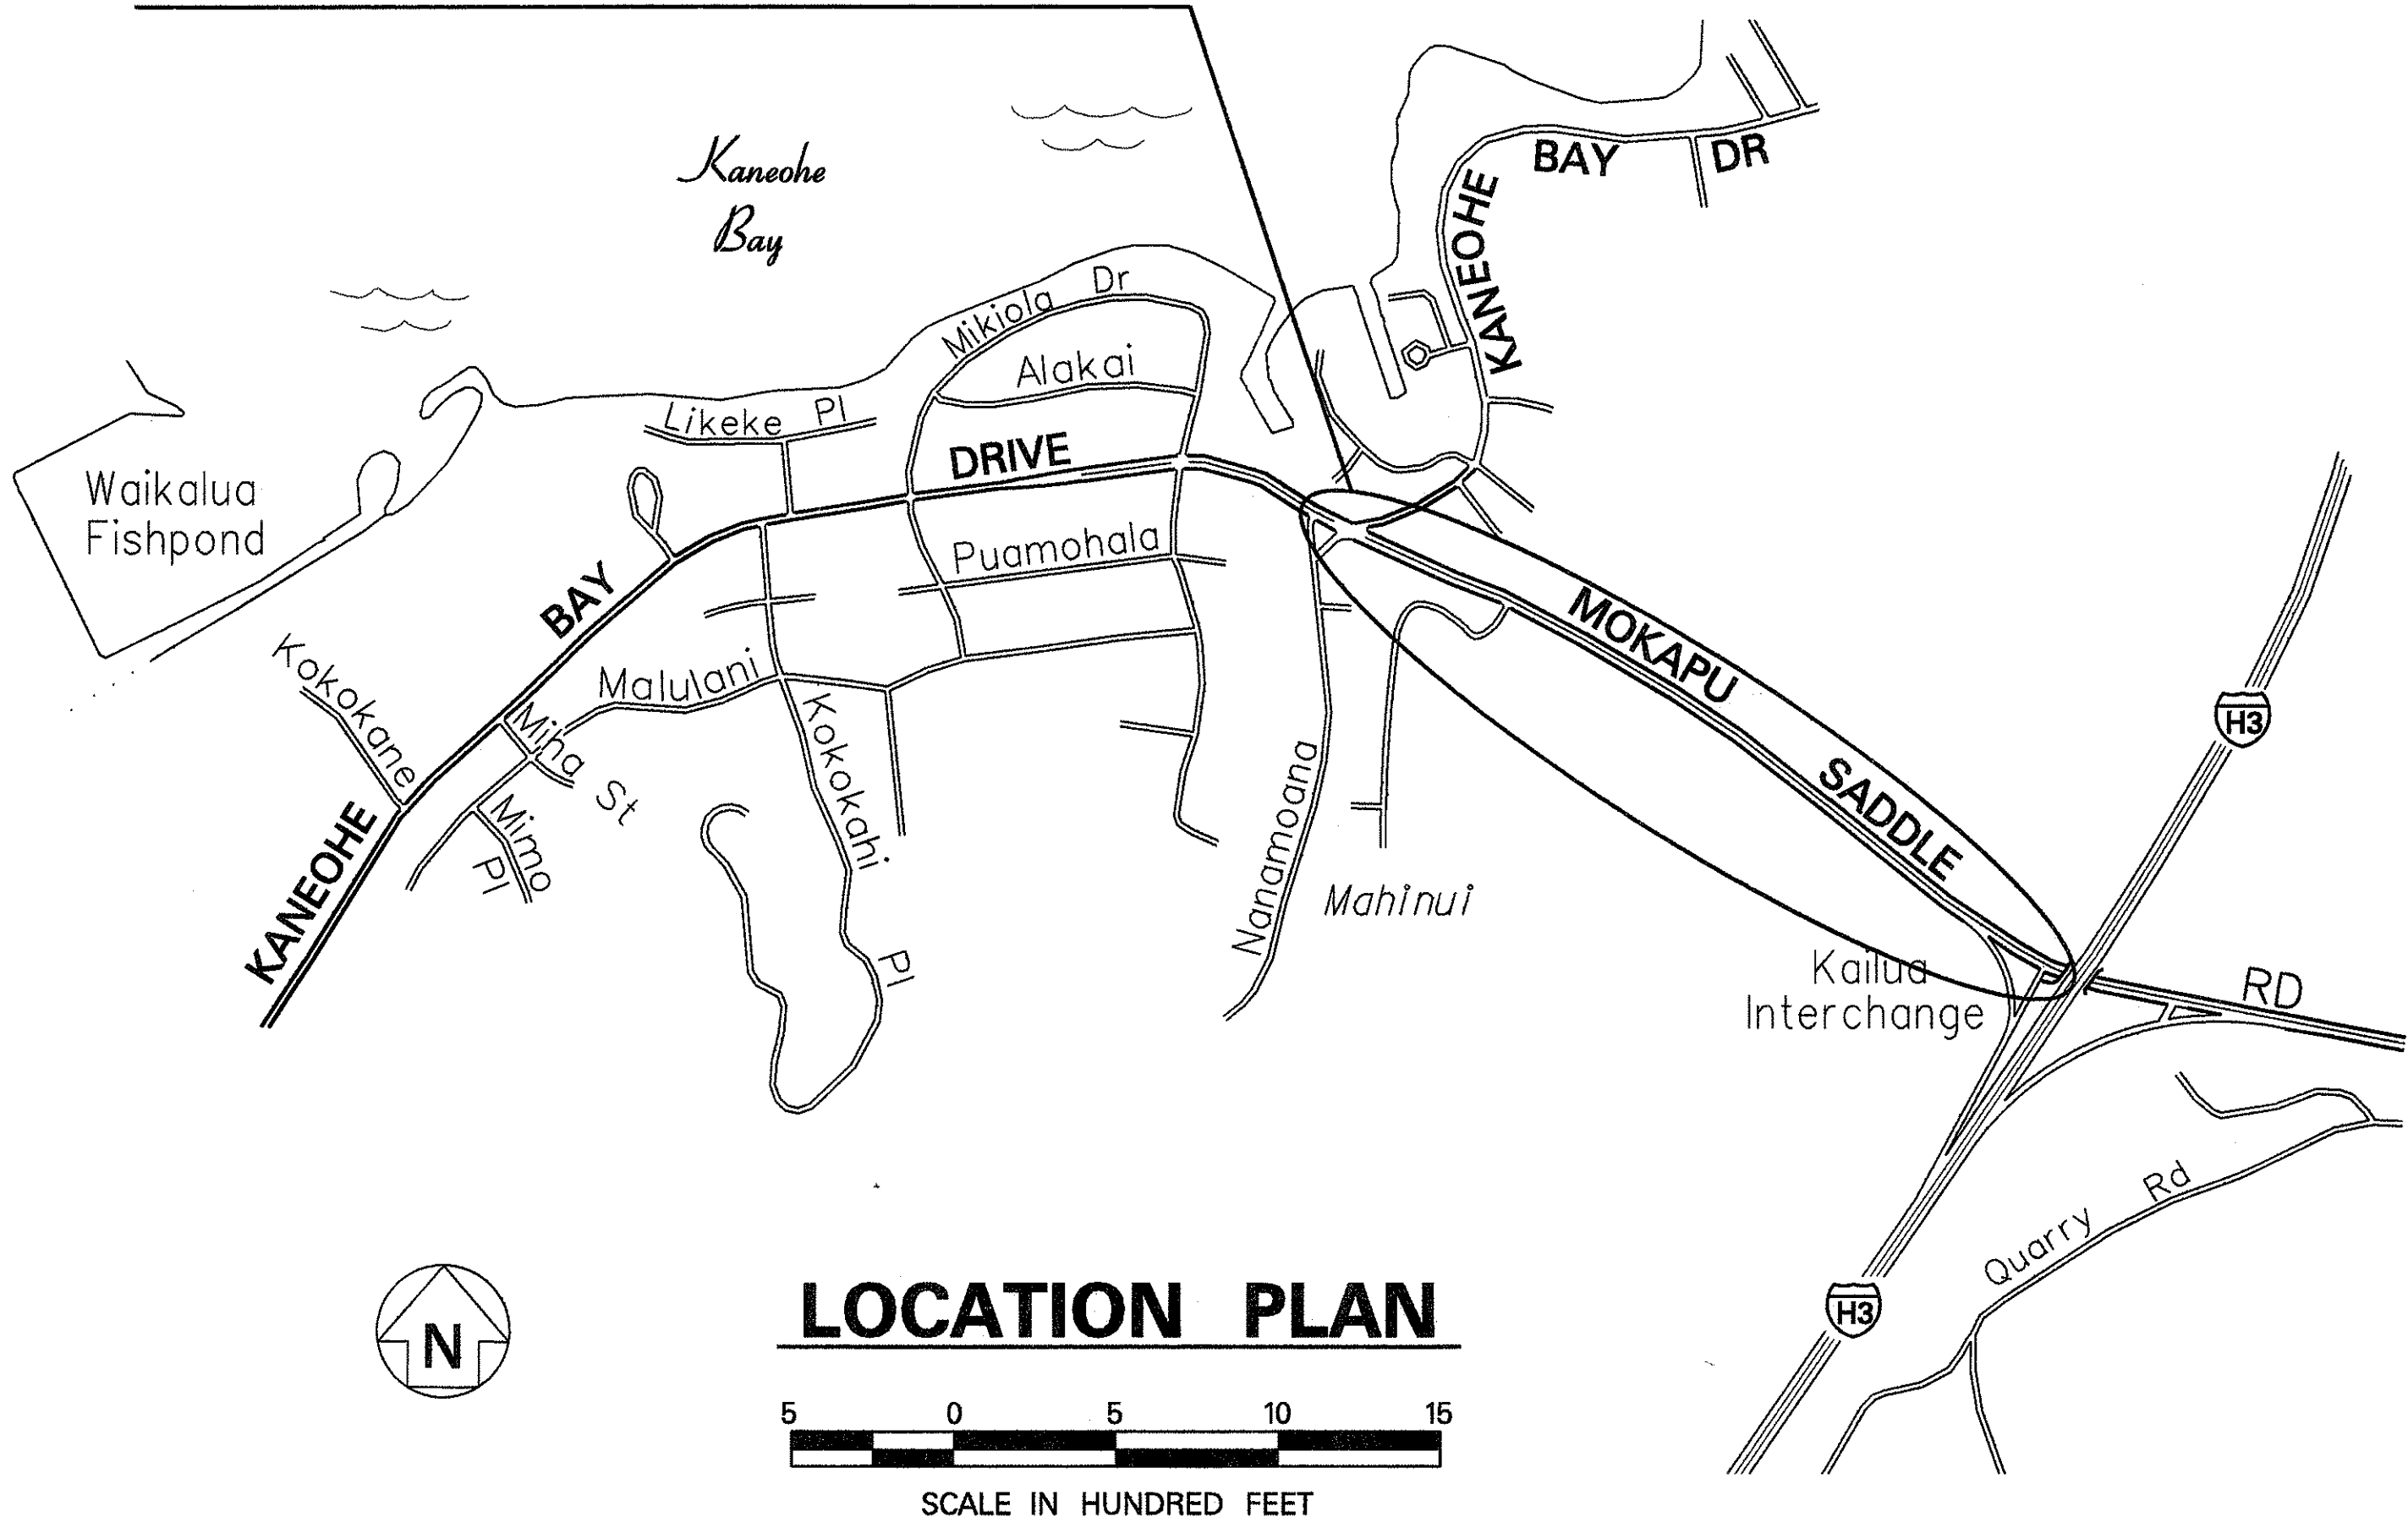 Kaneohe
Bay
KANEOHE
BAY
DR
Mikiola Dr
Alakai
Likeke Pl
DRIVE
Waikalua
Fishpond
Puamohala
BAY
MOKAPU
SADDLE
RD
Kokokane
Malulani
Miha St
Mimo
Pl
KANEOHE
Kokokahi
Pl
Nanamoana
Mahinui
Kailua
Interchange
H3
Quarry Rd
H3
N
LOCATION PLAN
5 0 5 10 15
SCALE IN HUNDRED FEET